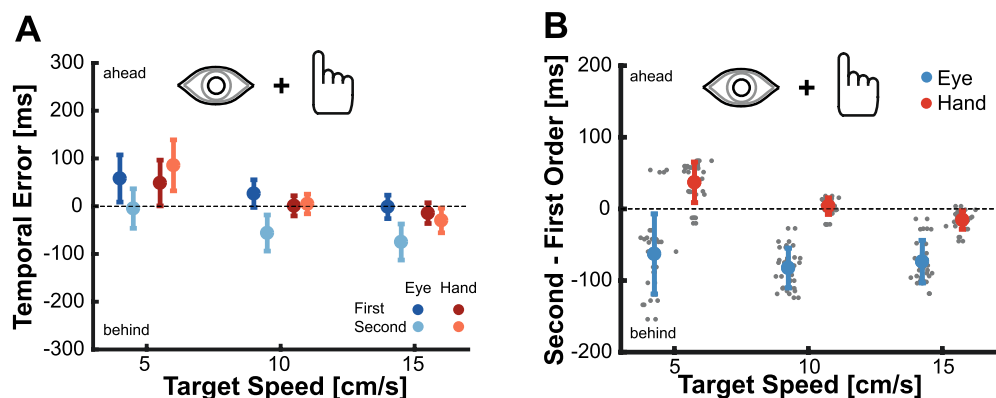 A
Temporal Error [ms]
300
200
100
0
-100
-200
-300
ahead
+
behind
Eye Hand
First
Second
5
10
15
Target Speed [cm/s]
B
Second - First Order [ms]
200
100
0
-100
-200
ahead
+
Eye
Hand
behind
5
10
15
Target Speed [cm/s]